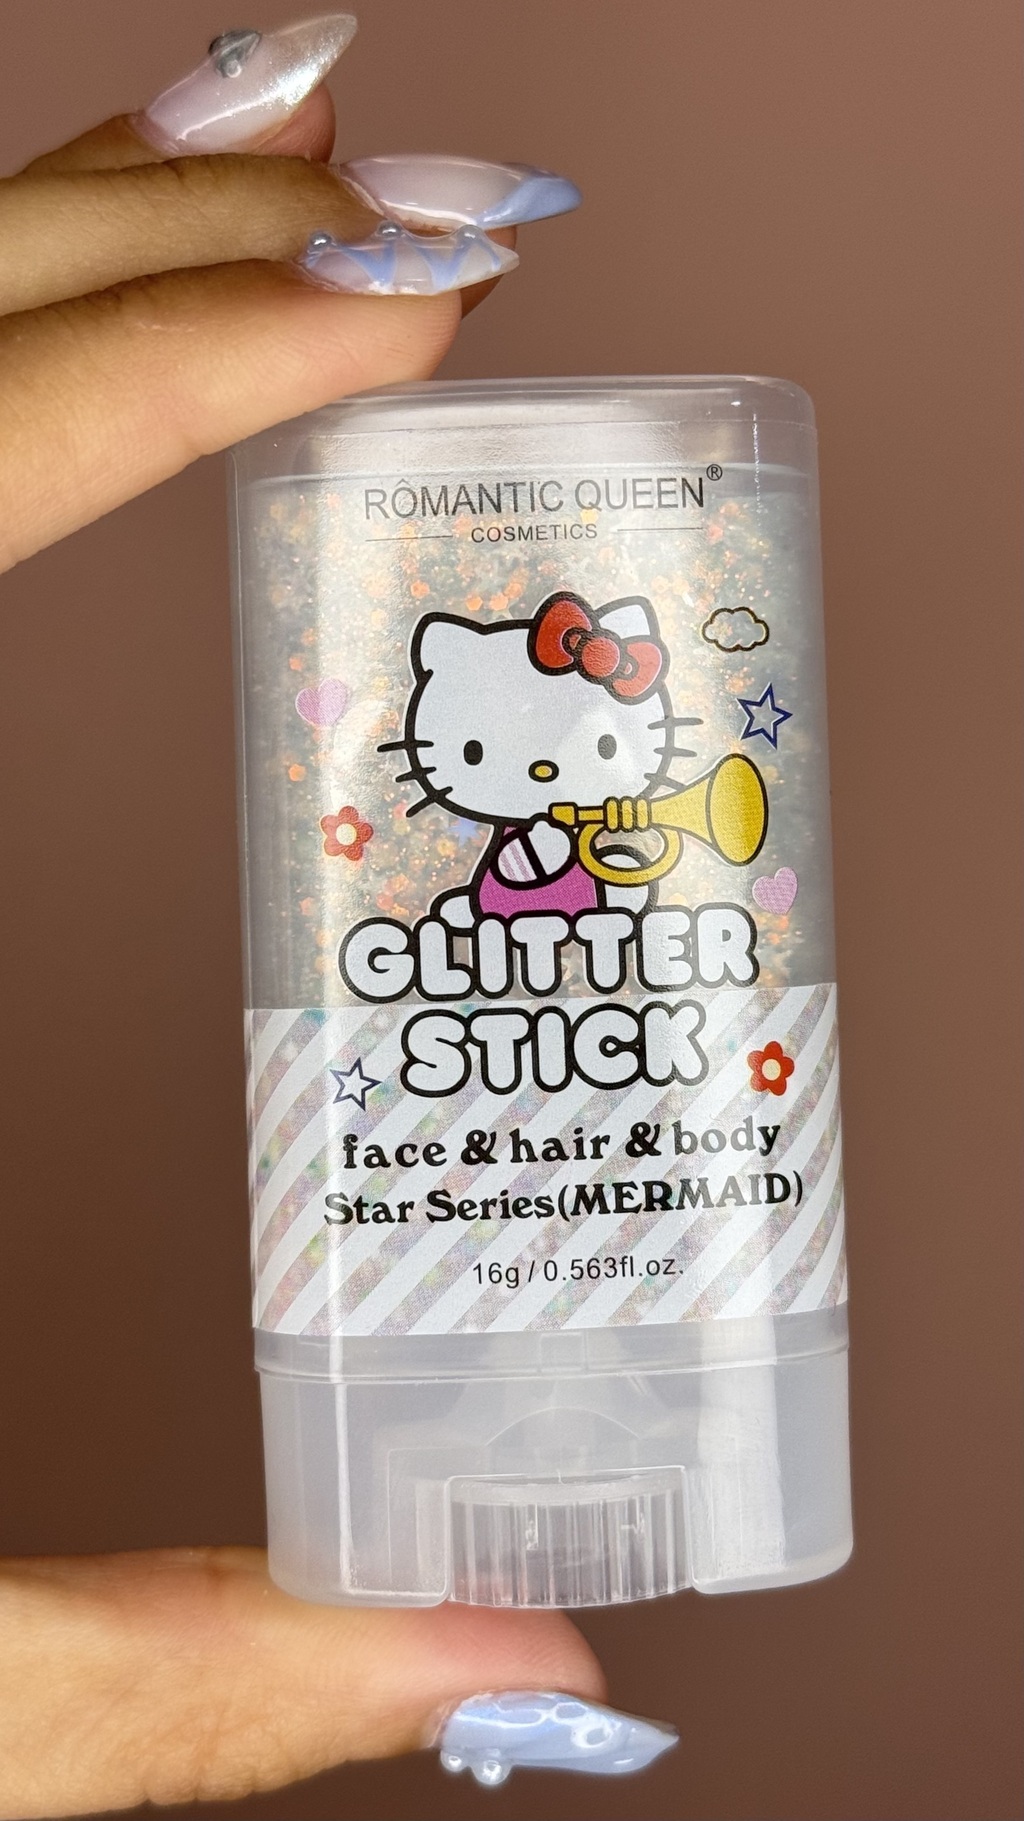 RÔMANTIC QUEEN®
COSMETICS
GLITTER
STICK
face & hair & body
Star Series(MERMAID)
16g / 0.563fl.oz.